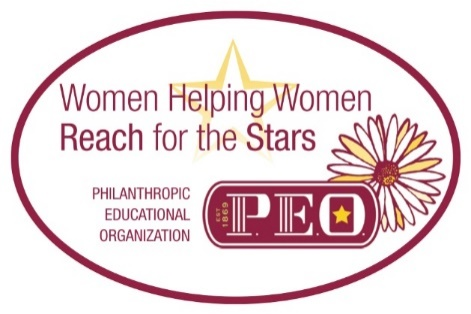 Women Helping Women
Reach for the Stars
PHILANTHROPIC
EDUCATIONAL
ORGANIZATION
EST 1869
P.E.O.